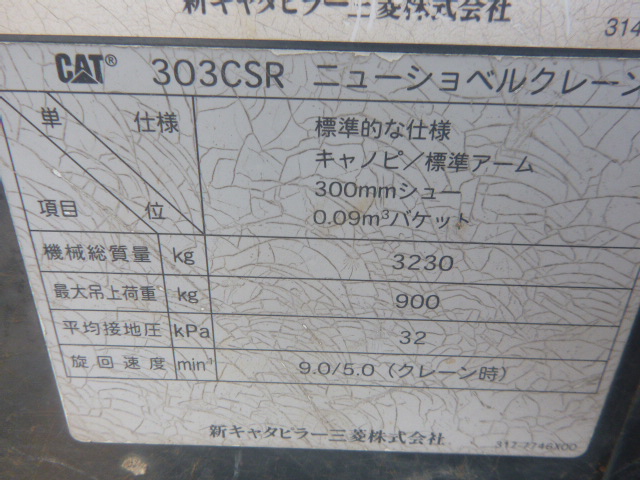 新キャタピラー三菱株式会社
314
CAT® 303CSR ニューショベルクレーン
単 仕様
項目 位
標準的な仕様
キャノピ/標準アーム
300mmシュー
0.09m³バケット
機械総質量 kg 3230
最大吊上荷重 kg 900
平均接地圧 kPa 32
旋回速度 min⁻¹ 9.0/5.0 (クレーン時)
新キャタピラー三菱株式会社
312-7746X00